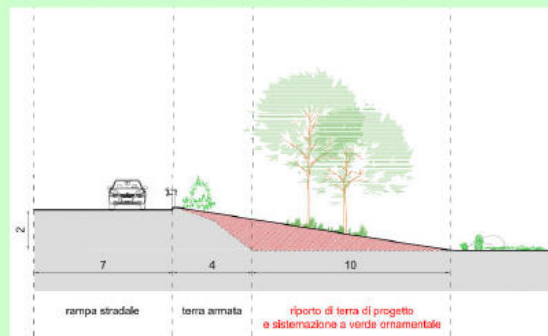 2
7
4
10
rampa stradale
terra armata
riporto di terra di progetto
e sistemazione a verde ornamentale